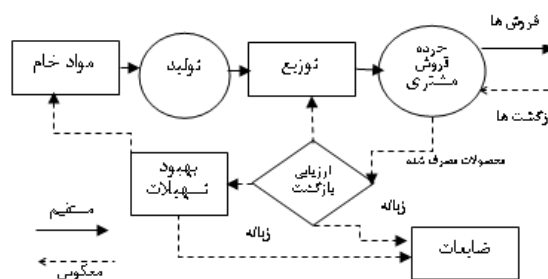 فروش ها
مواد خام
تولید
توزیع
خرده
فروش
مشتری
بازگشت ها
محصولات مصرف شده
بهبود
تسهیلات
ارزیابی
بازگشت
زباله
زباله
ضایعات
مستقیم
معکوس